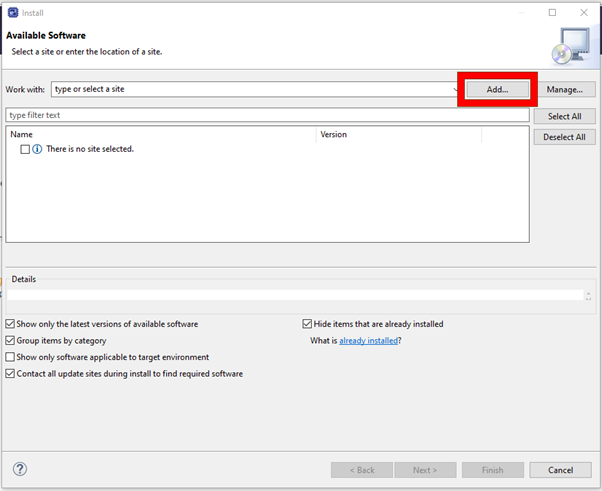 Install
Available Software
Select a site or enter the location of a site.
Work with: type or select a site Add... Manage...
type filter text Select All
Name Version Deselect All
There is no site selected.
Details
Show only the latest versions of available software Hide items that are already installed
Group items by category What is already installed?
Show only software applicable to target environment
Contact all update sites during install to find required software
? < Back Next > Finish Cancel